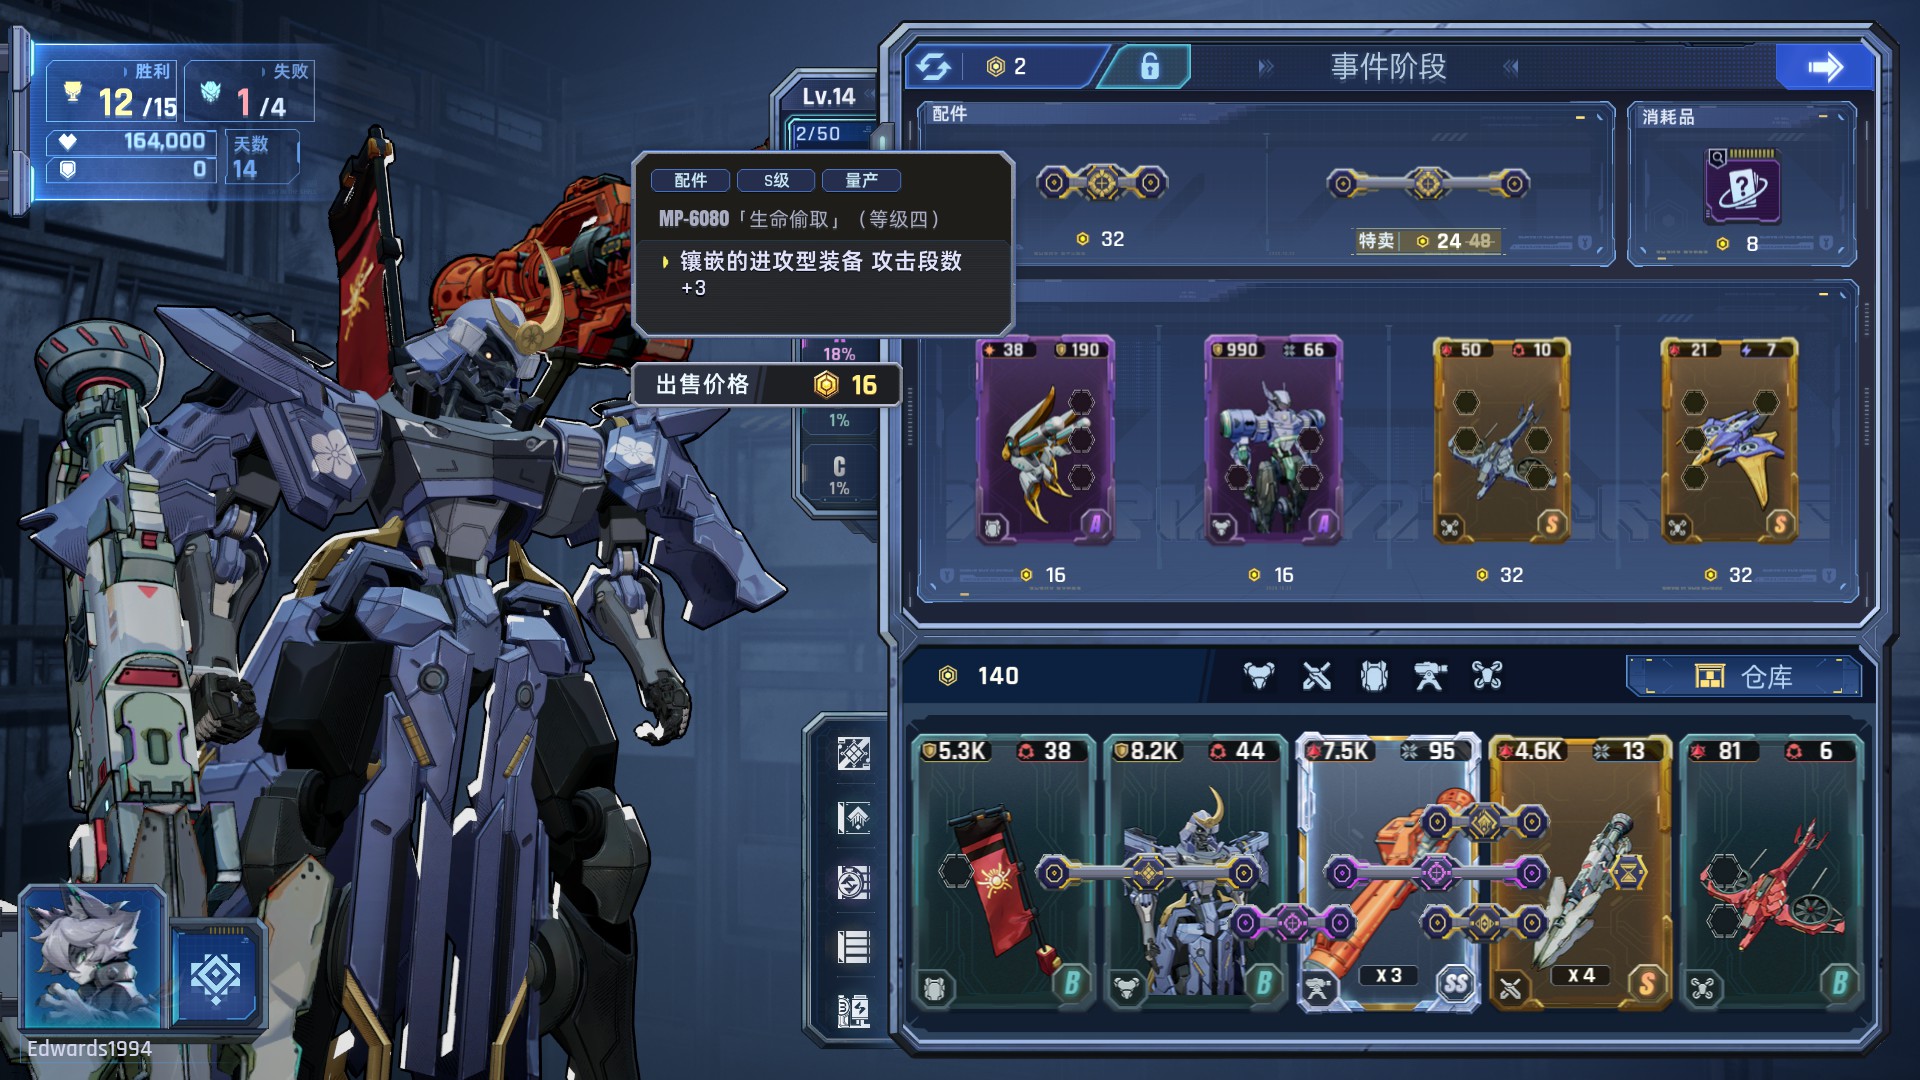 胜利
12 /15
失败
1 /4
164,000
0
天数
14
Lv.14
2/50
配件
S级
量产
MP-6080「生命偷取」（等级四）
镶嵌的进攻型装备 攻击段数
+3
18%
出售价格
16
1%
C
1%
2
事件阶段
配件
32
特卖
24 48
消耗品
8
38
190
A
16
990
66
A
16
50
10
S
32
21
7
S
32
140
仓库
5.3K
38
B
8.2K
44
B
7.5K
95
x 3
SS
4.6K
13
x 4
S
81
6
B
Edwards1994